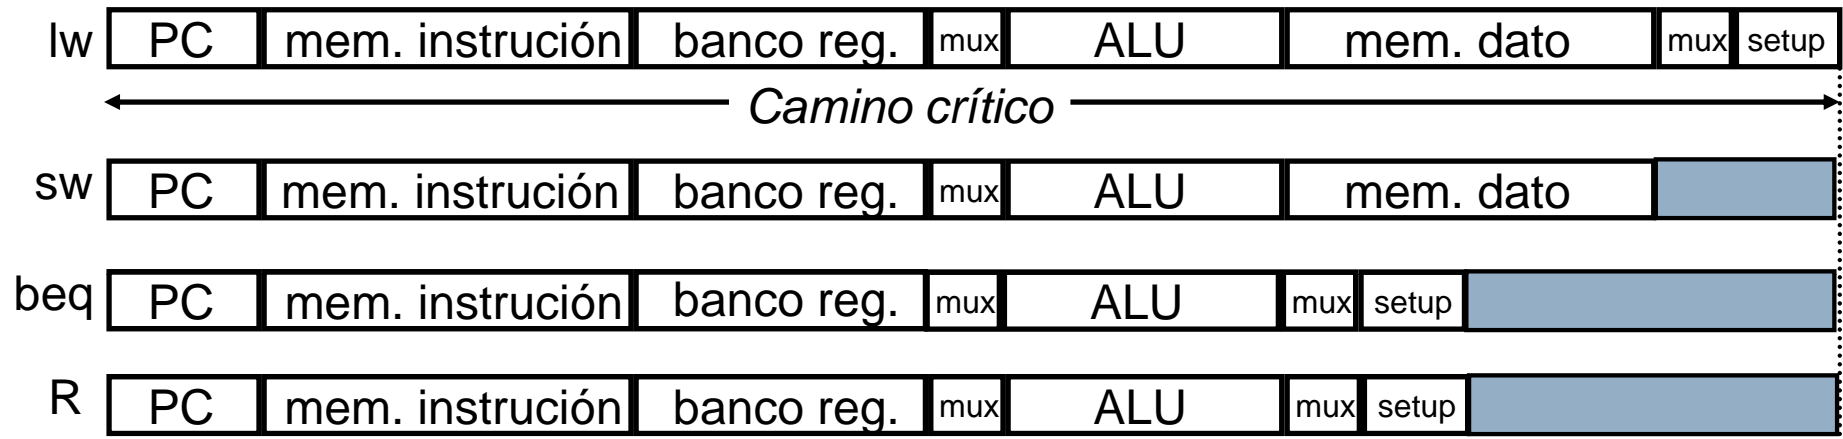 lw PC mem. instrución banco reg. mux ALU mem. dato mux setup
Camino crítico
sw PC mem. instrución banco reg. mux ALU mem. dato
beq PC mem. instrución banco reg. mux ALU mux setup
R PC mem. instrución banco reg. mux ALU mux setup